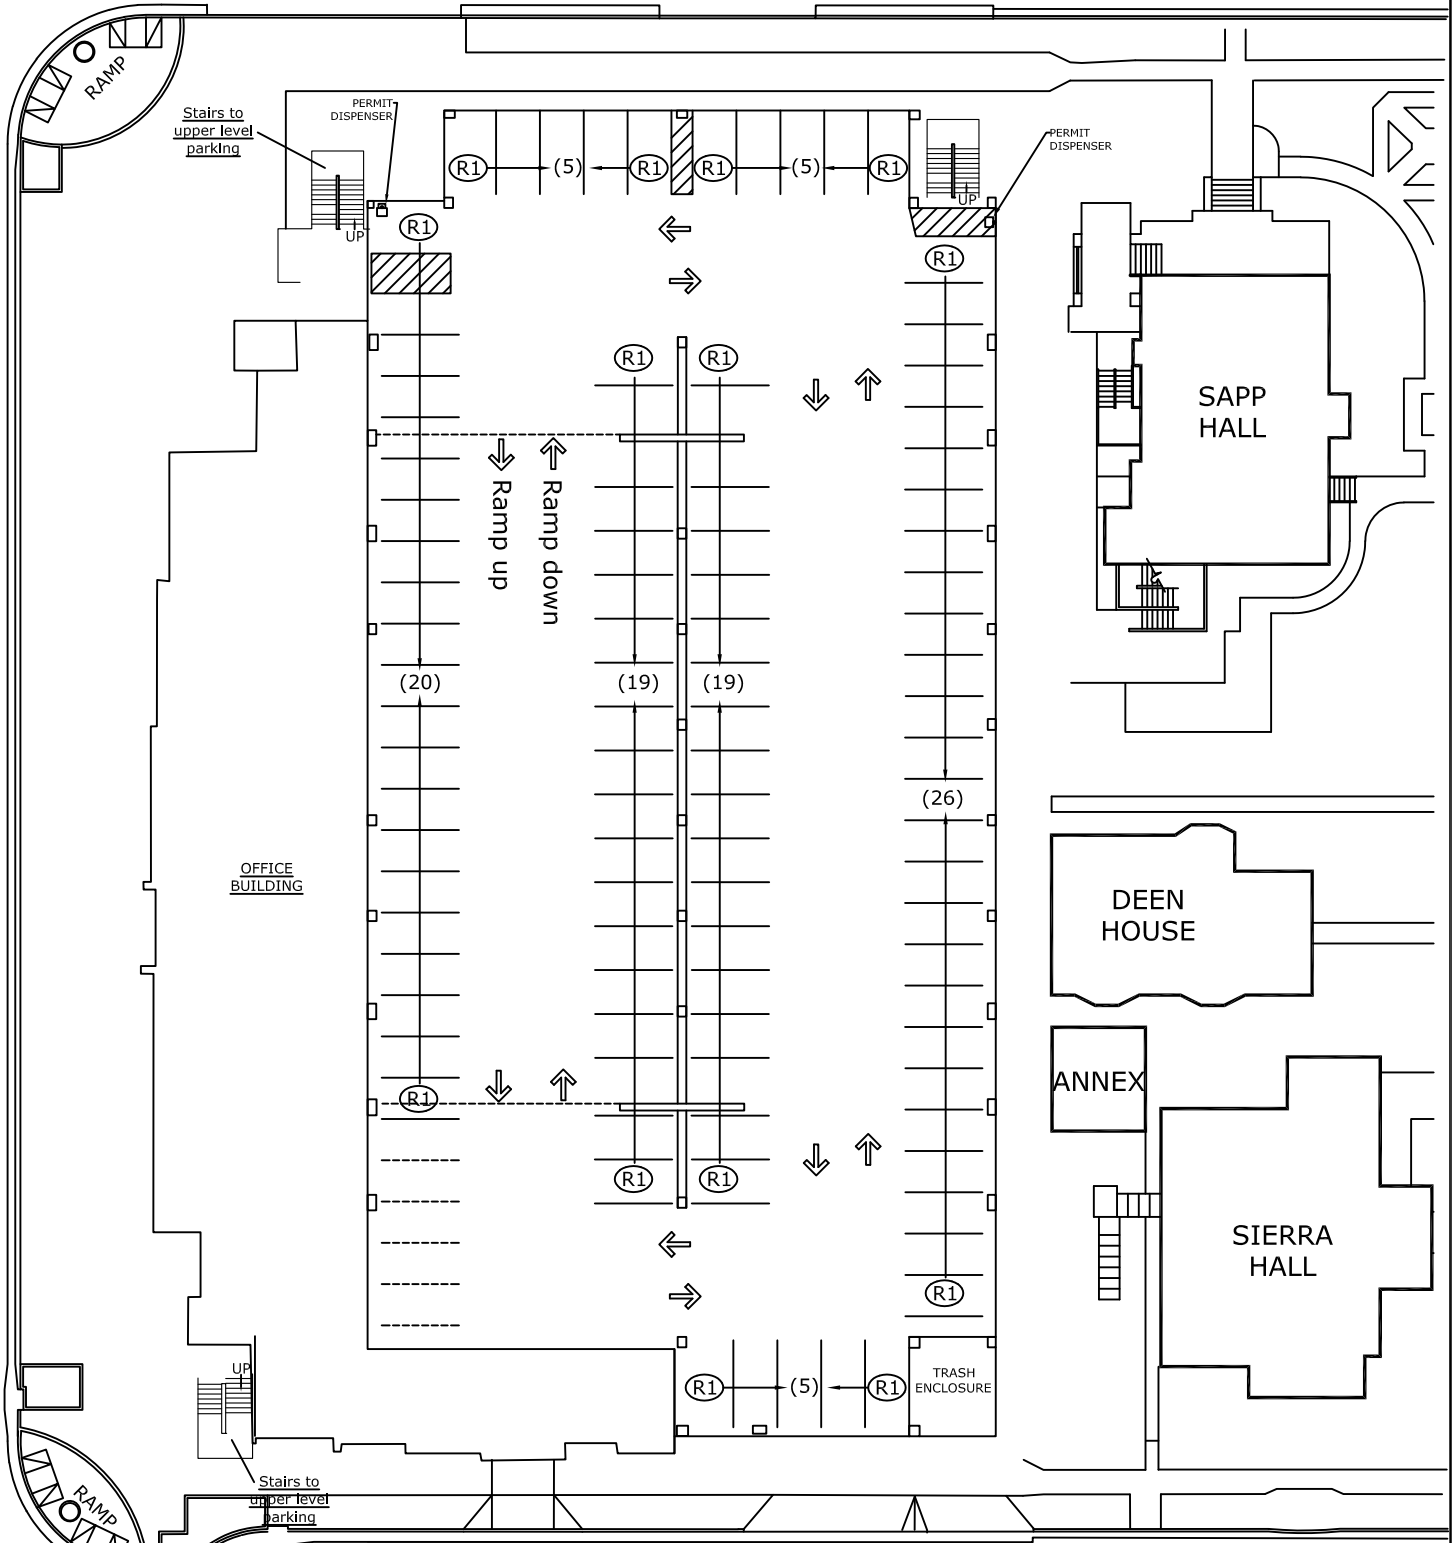 RAMP
Stairs to
upper level
parking
PERMIT
DISPENSER
PERMIT
DISPENSER
R1
(5)
R1
R1
(5)
R1
UP
UP
R1
R1
R1
R1
SAPP
HALL
Ramp up
Ramp down
(20)
(19)
(19)
(26)
OFFICE
BUILDING
DEEN
HOUSE
ANNEX
R1
R1
R1
SIERRA
HALL
R1
UP
R1
(5)
R1
TRASH
ENCLOSURE
Stairs to
upper level
parking
RAMP